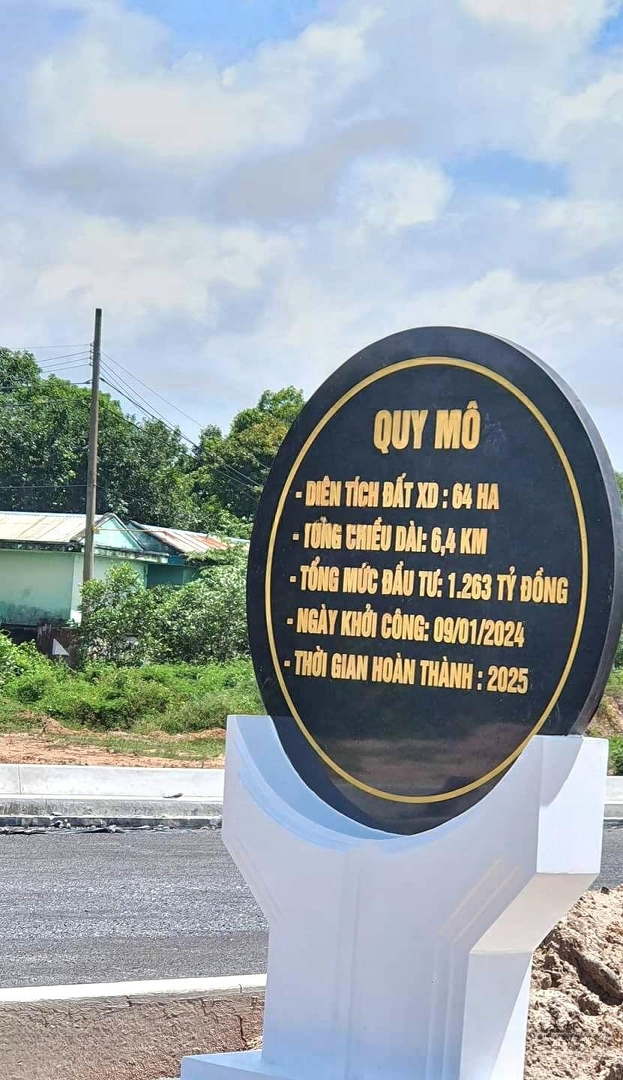 QUY MÔ
- DIỆN TÍCH ĐẤT XD : 64 HA
- TỔNG CHIỀU DÀI: 6,4 KM
- TỔNG MỨC ĐẦU TƯ: 1.263 TỶ ĐỒNG
- NGÀY KHỞI CÔNG: 09/01/2024
- THỜI GIAN HOÀN THÀNH : 2025